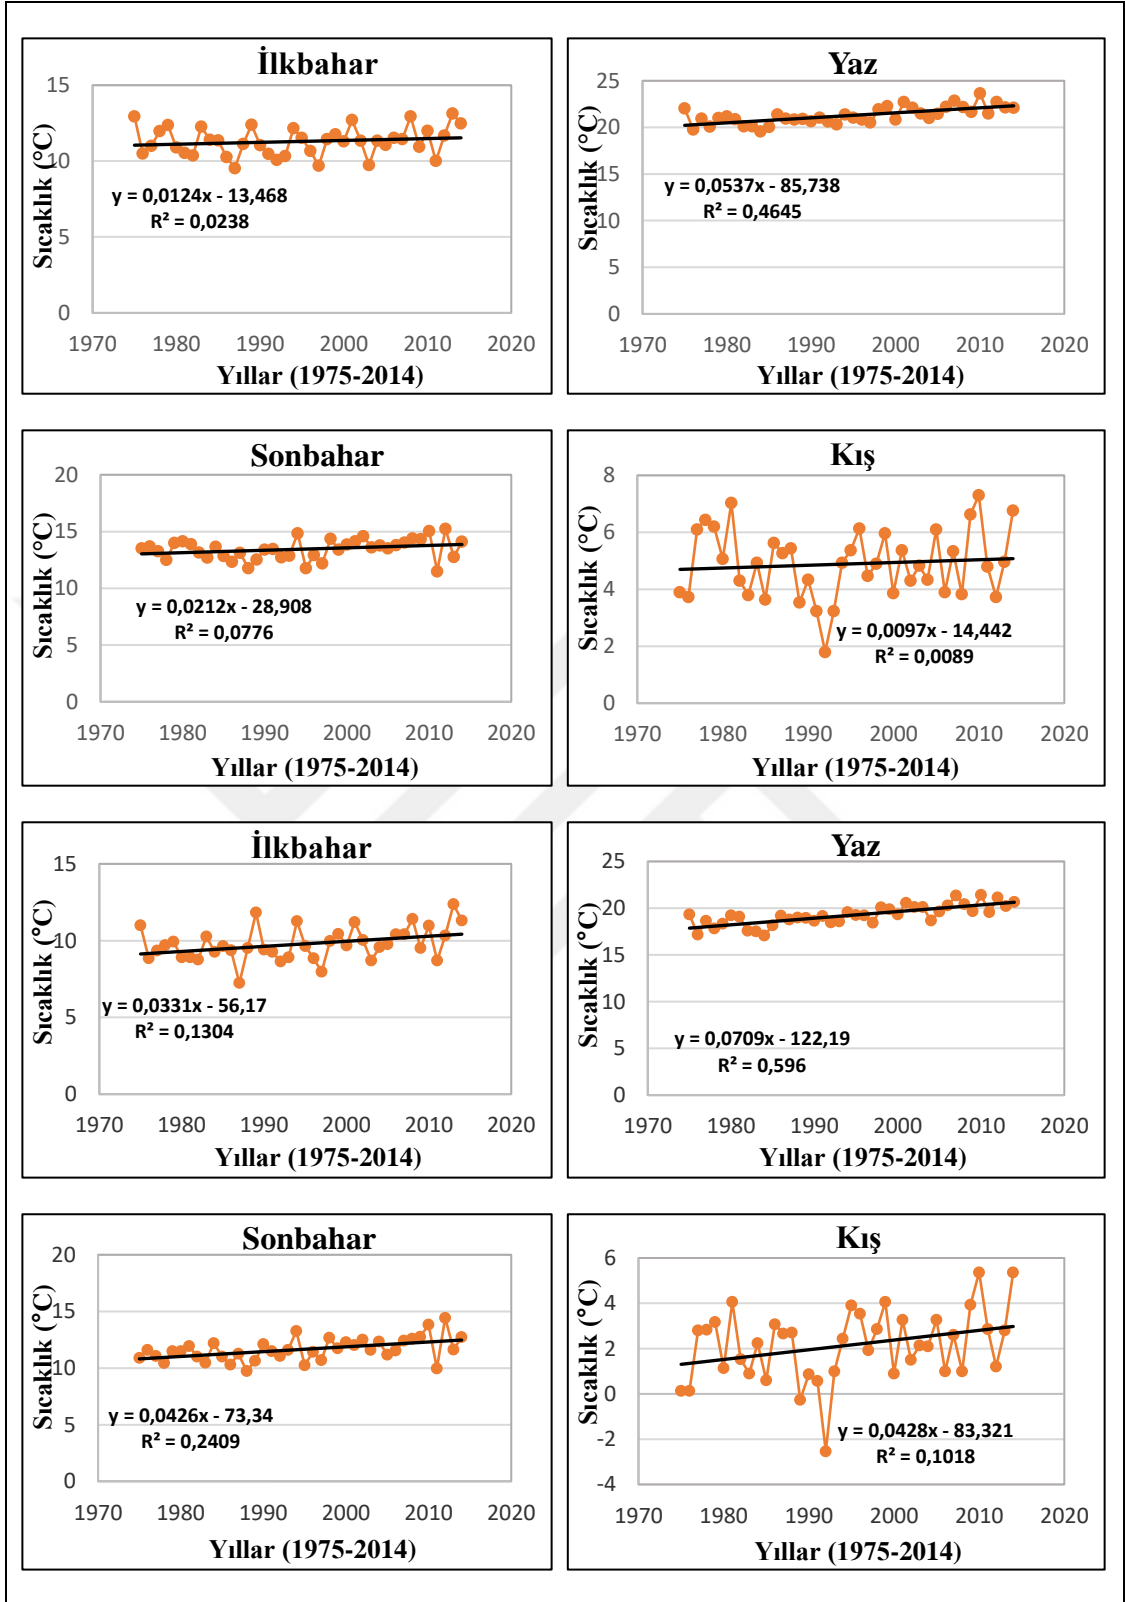 İlkbahar
Sıcaklık (°C)
15
10
5
0
y = 0,0124x - 13,468
R² = 0,0238
1970 1980 1990 2000 2010 2020
Yıllar (1975-2014)
Yaz
Sıcaklık (°C)
25
20
15
10
5
0
y = 0,0537x - 85,738
R² = 0,4645
1970 1980 1990 2000 2010 2020
Yıllar (1975-2014)
Sonbahar
Sıcaklık (°C)
20
15
10
5
0
y = 0,0212x - 28,908
R² = 0,0776
1970 1980 1990 2000 2010 2020
Yıllar (1975-2014)
Kış
Sıcaklık (°C)
8
6
4
2
0
y = 0,0097x - 14,442
R² = 0,0089
1970 1980 1990 2000 2010 2020
Yıllar (1975-2014)
İlkbahar
Sıcaklık (°C)
15
10
5
0
y = 0,0331x - 56,17
R² = 0,1304
1970 1980 1990 2000 2010 2020
Yıllar (1975-2014)
Yaz
Sıcaklık (°C)
25
20
15
10
5
0
y = 0,0709x - 122,19
R² = 0,596
1970 1980 1990 2000 2010 2020
Yıllar (1975-2014)
Sonbahar
Sıcaklık (°C)
20
15
10
5
0
y = 0,0426x - 73,34
R² = 0,2409
1970 1980 1990 2000 2010 2020
Yıllar (1975-2014)
Kış
Sıcaklık (°C)
6
4
2
0
-2
-4
y = 0,0428x - 83,321
R² = 0,1018
1970 1980 1990 2000 2010 2020
Yıllar (1975-2014)